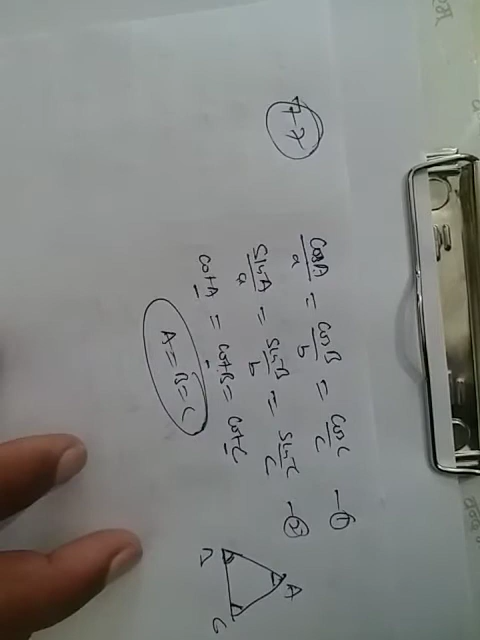 cosA/a = cosB/b = cosC/c —①
SinA/a = SinB/b = SinC/c —②
cotA = cotB = cotC
A = B = C
A
C